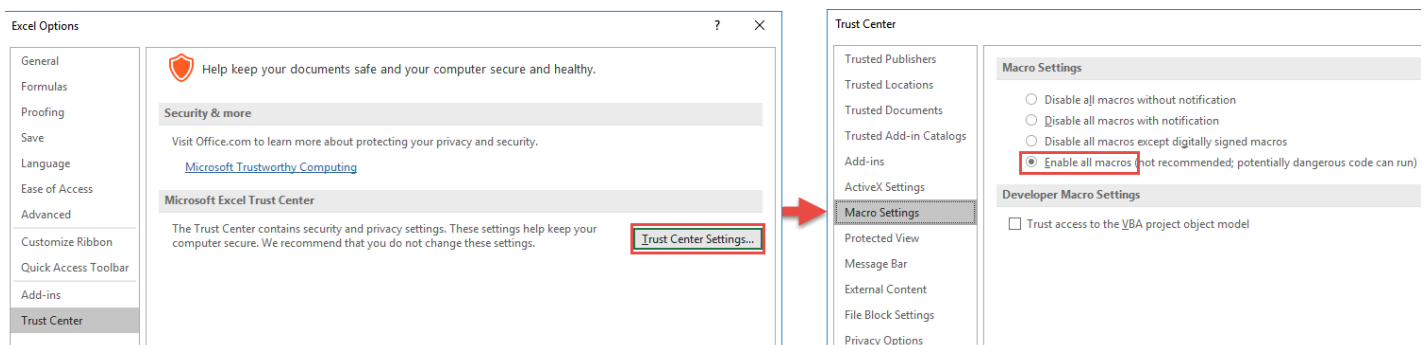 Excel Options
?
×
General
Formulas
Proofing
Save
Language
Ease of Access
Advanced
Customize Ribbon
Quick Access Toolbar
Add-ins
Trust Center
Help keep your documents safe and your computer secure and healthy.
Security & more
Visit Office.com to learn more about protecting your privacy and security.
Microsoft Trustworthy Computing
Microsoft Excel Trust Center
The Trust Center contains security and privacy settings. These settings help keep your
computer secure. We recommend that you do not change these settings.
Trust Center Settings...
Trust Center
Trusted Publishers
Trusted Locations
Trusted Documents
Trusted Add-in Catalogs
Add-ins
ActiveX Settings
Macro Settings
Protected View
Message Bar
External Content
File Block Settings
Privacy Options
Macro Settings
Disable all macros without notification
Disable all macros with notification
Disable all macros except digitally signed macros
Enable all macros (not recommended; potentially dangerous code can run)
Developer Macro Settings
Trust access to the VBA project object model